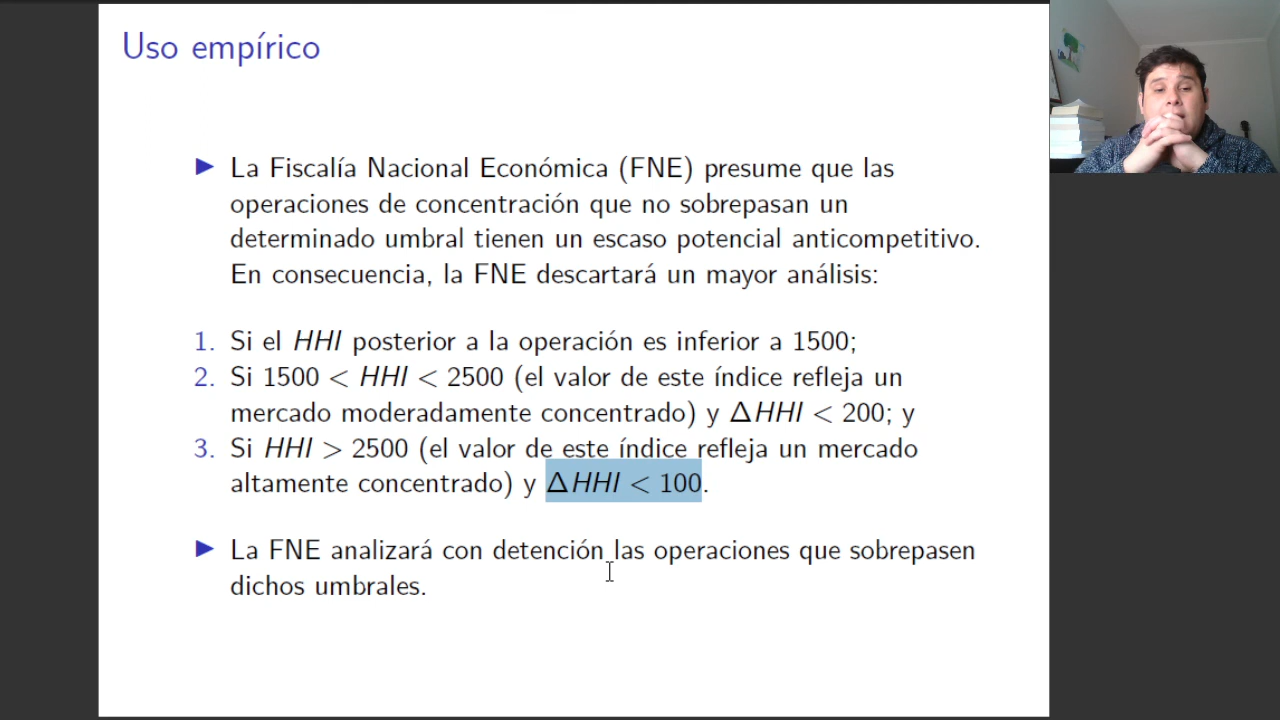 Uso empírico
▶ La Fiscalía Nacional Económica (FNE) presume que las
operaciones de concentración que no sobrepasan un
determinado umbral tienen un escaso potencial anticompetitivo.
En consecuencia, la FNE descartará un mayor análisis:
1. Si el HHI posterior a la operación es inferior a 1500;
2. Si 1500 < HHI < 2500 (el valor de este índice refleja un
mercado moderadamente concentrado) y ΔHHI < 200; y
3. Si HHI > 2500 (el valor de este índice refleja un mercado
altamente concentrado) y ΔHHI < 100.
▶ La FNE analizará con detención las operaciones que sobrepasen
dichos umbrales.